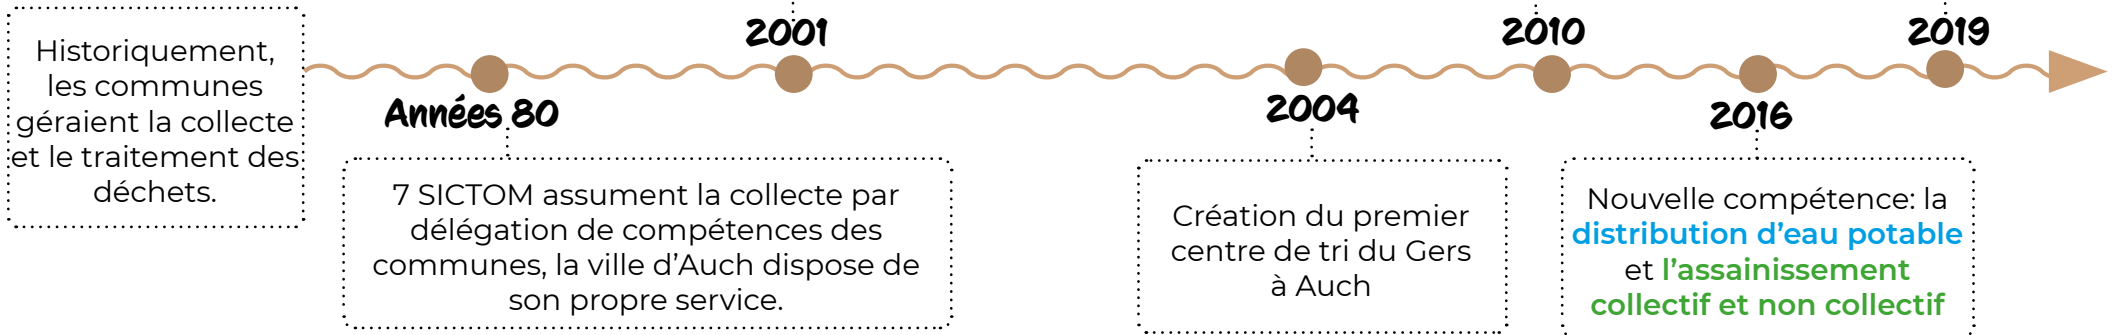 Historiquement,
les communes
géraient la collecte
et le traitement des
déchets.
Années 80
7 SICTOM assument la collecte par
délégation de compétences des
communes, la ville d’Auch dispose de
son propre service.
2001
2004
Création du premier
centre de tri du Gers
à Auch
2010
2016
Nouvelle compétence: la
distribution d’eau potable
et l’assainissement
collectif et non collectif
2019